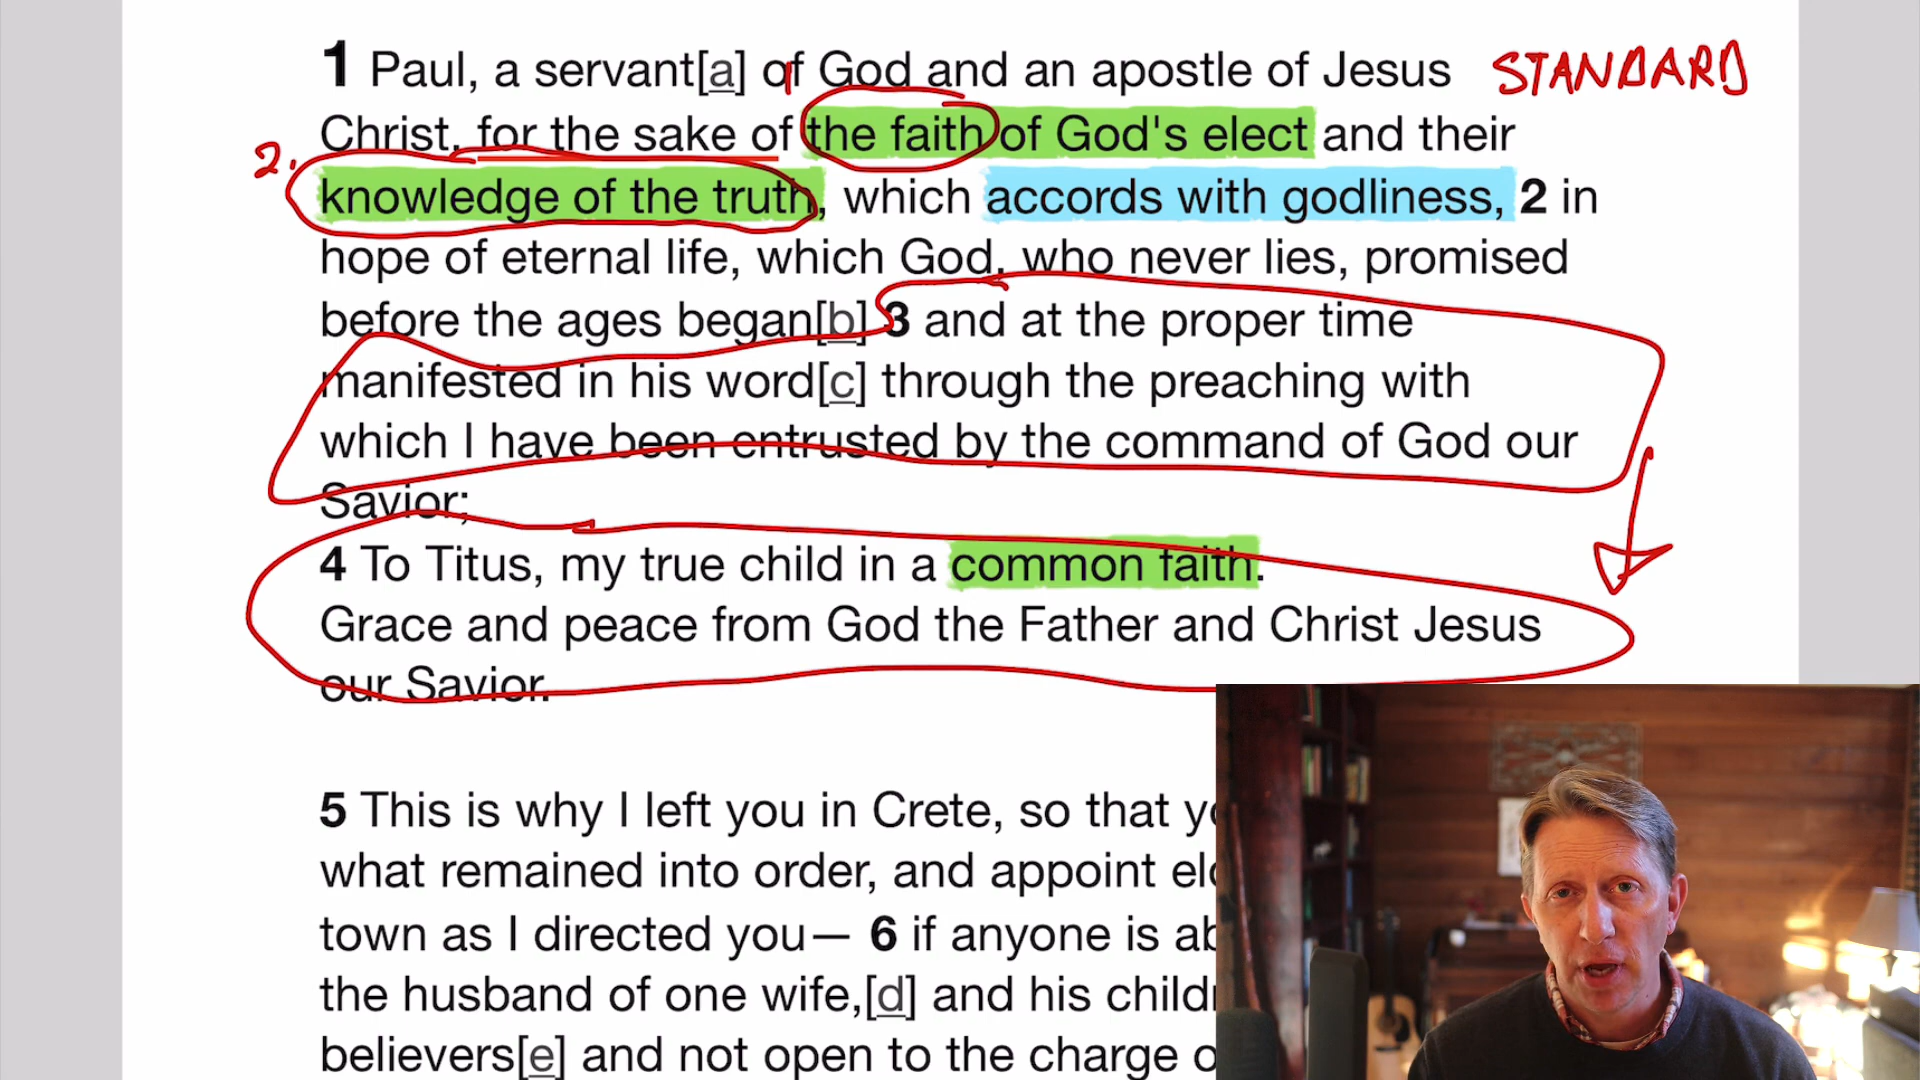 1 Paul, a servant[a] of God and an apostle of Jesus STANDARD
Christ, for the sake of the faith of God's elect and their
2. knowledge of the truth, which accords with godliness, 2 in
hope of eternal life, which God, who never lies, promised
before the ages began[b] 3 and at the proper time
manifested in his word[c] through the preaching with
which I have been entrusted by the command of God our
Savior;
4 To Titus, my true child in a common faith.
Grace and peace from God the Father and Christ Jesus
our Savior.
5 This is why I left you in Crete, so that
what remained into order, and appoint
town as I directed you— 6 if anyone is
the husband of one wife,[d] and his
believers[e] and not open to the charge